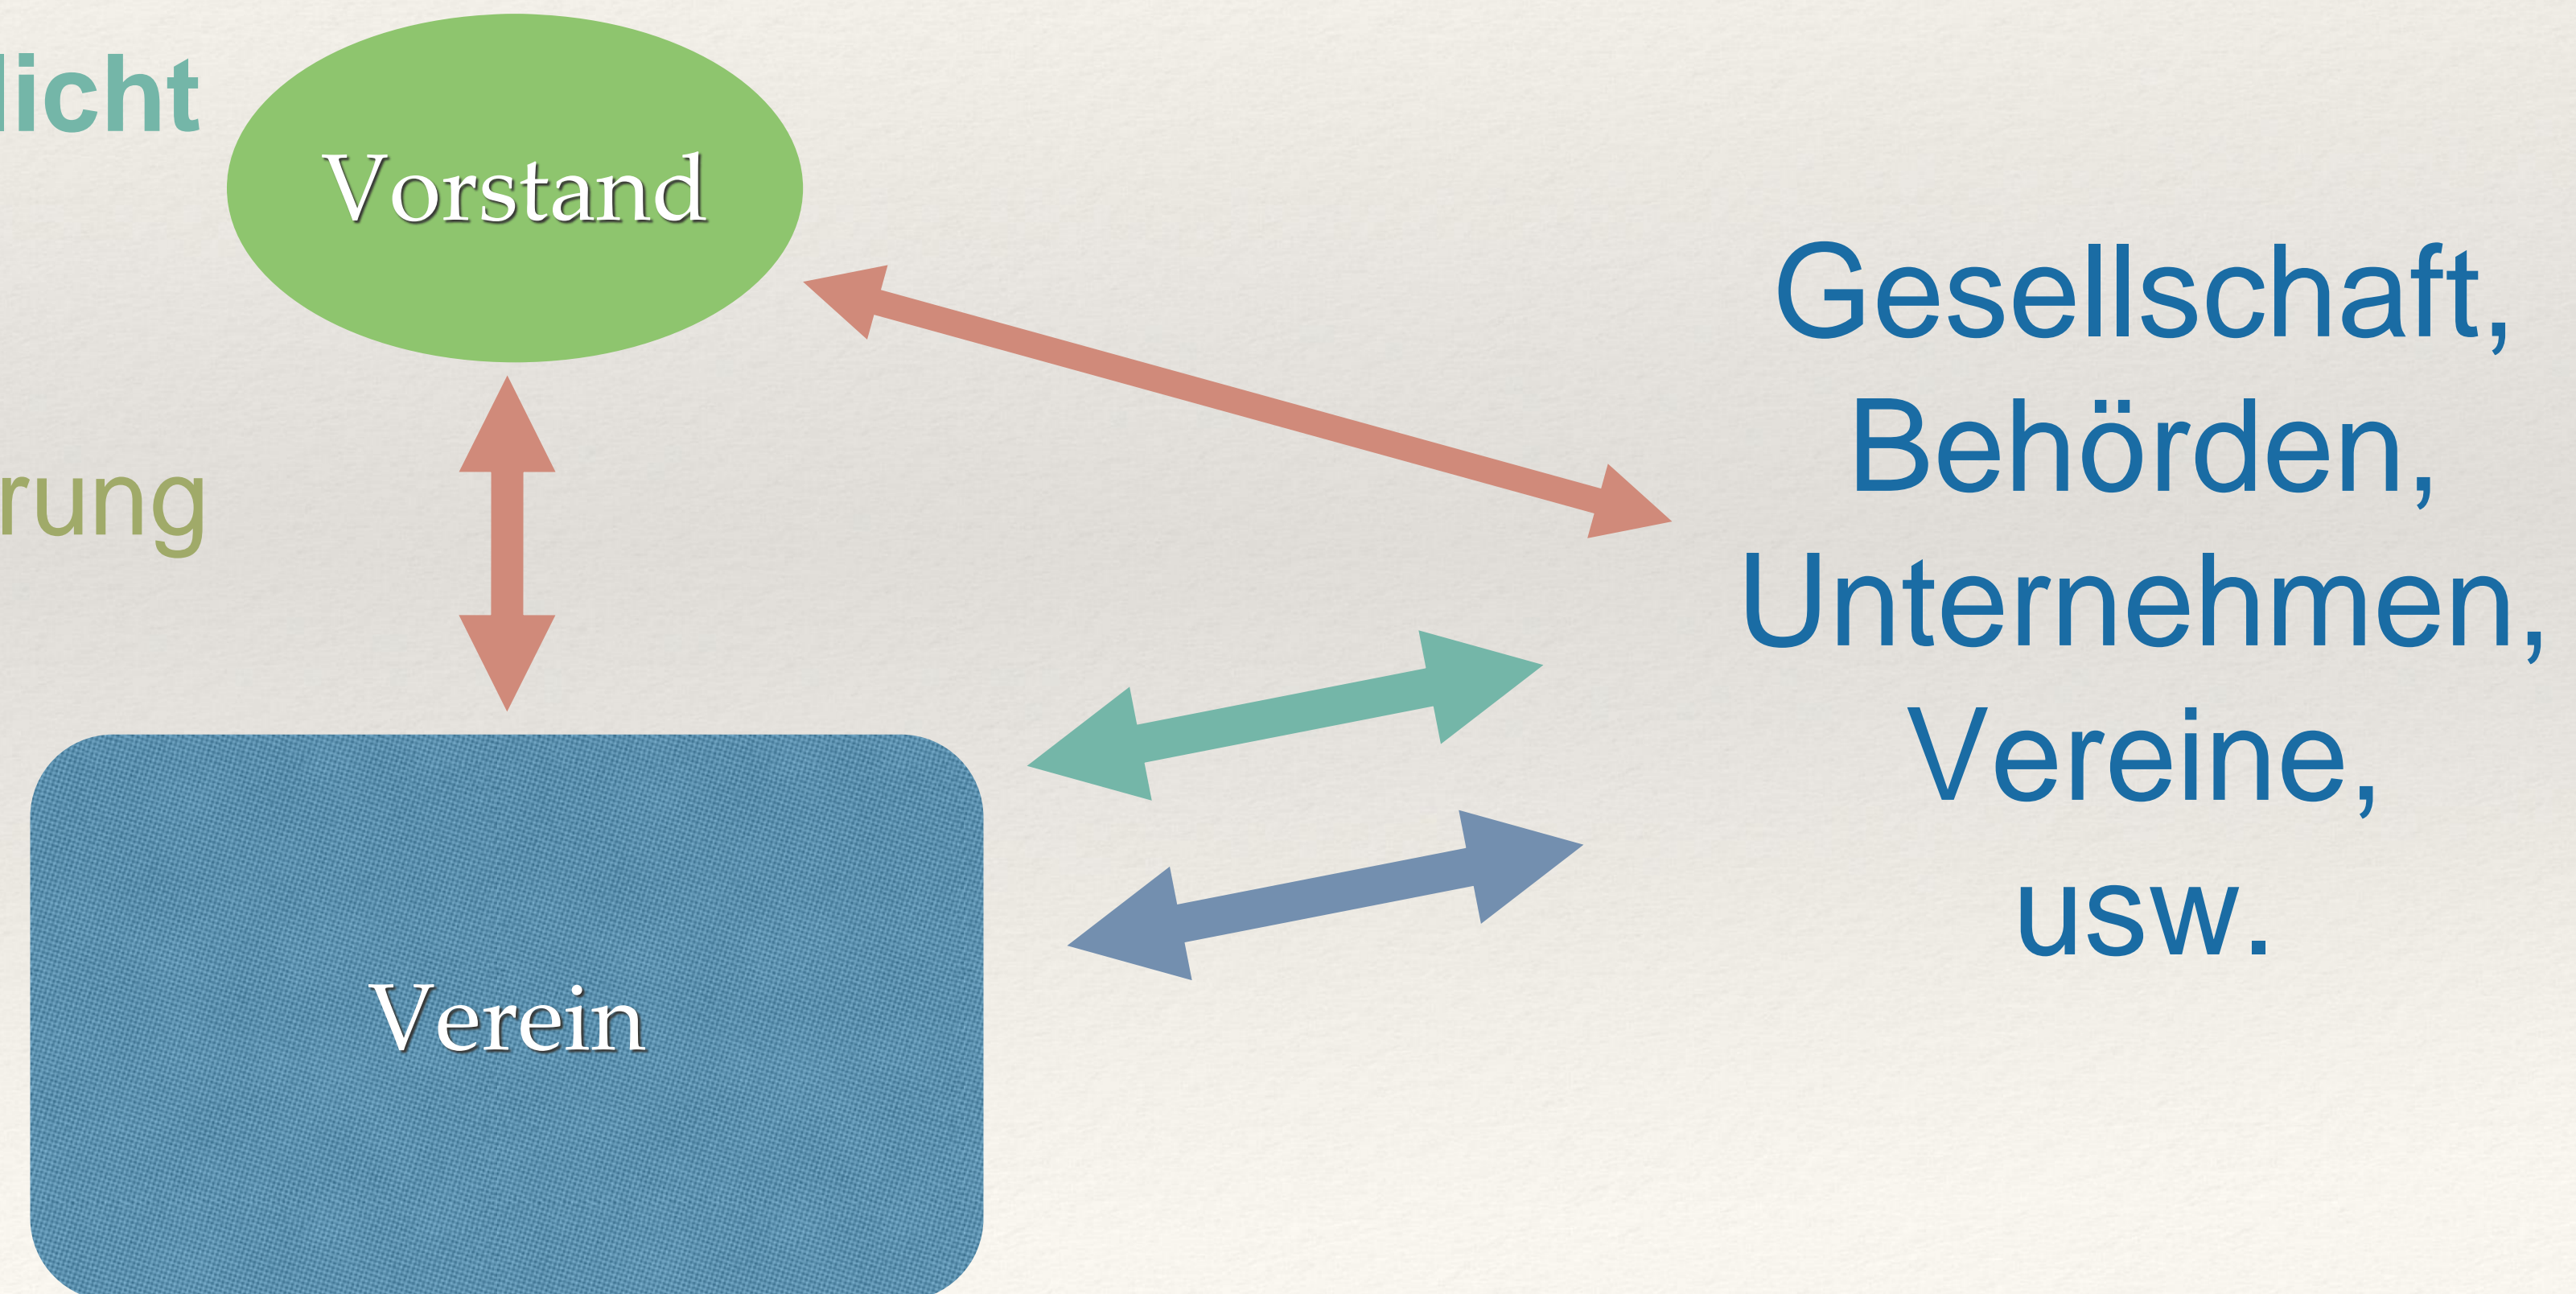 licht
Vorstand
rung
Verein
Gesellschaft,
Behörden,
Unternehmen,
Vereine,
usw.